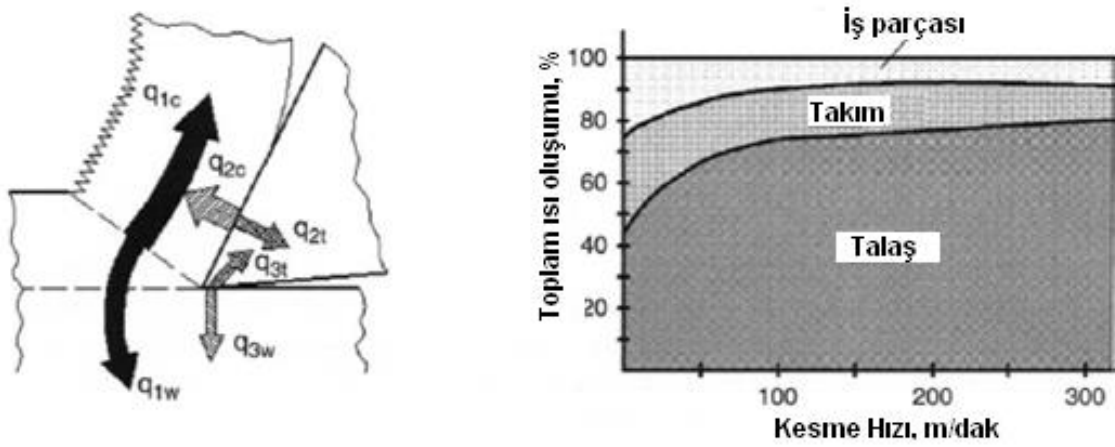 q1c
q2c
q2t
q3t
q3w
q1w
İş parçası
Toplam ısı oluşumu, %
100
80
60
40
20
Takım
Talaş
100
200
300
Kesme Hızı, m/dak